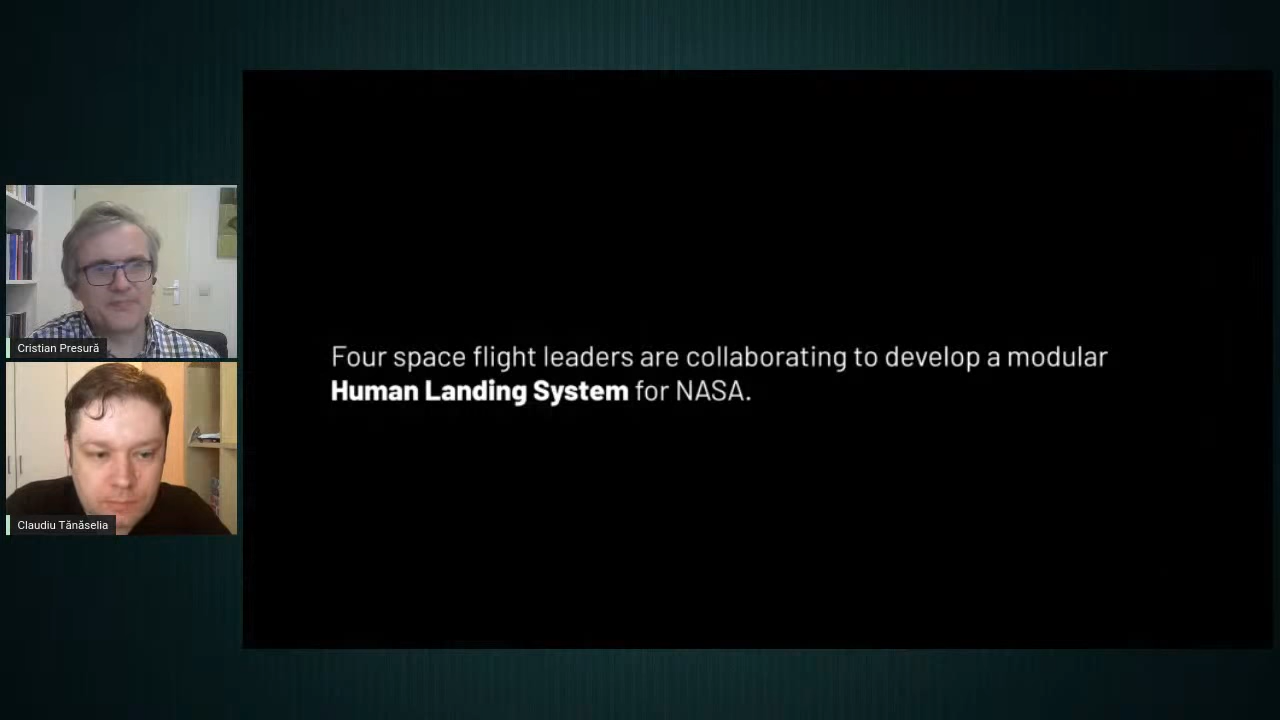 Cristian Presură
Claudiu Tănăselia
Four space flight leaders are collaborating to develop a modular
Human Landing System for NASA.